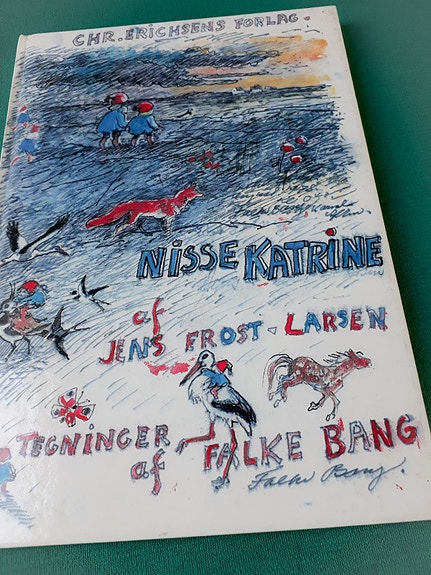 CHR. ERICHSENS FORLAG.
NISSE KATRINE
af
JENS FROST-LARSEN
TEGNINGER
af FALKE BANG
Falke Bang.